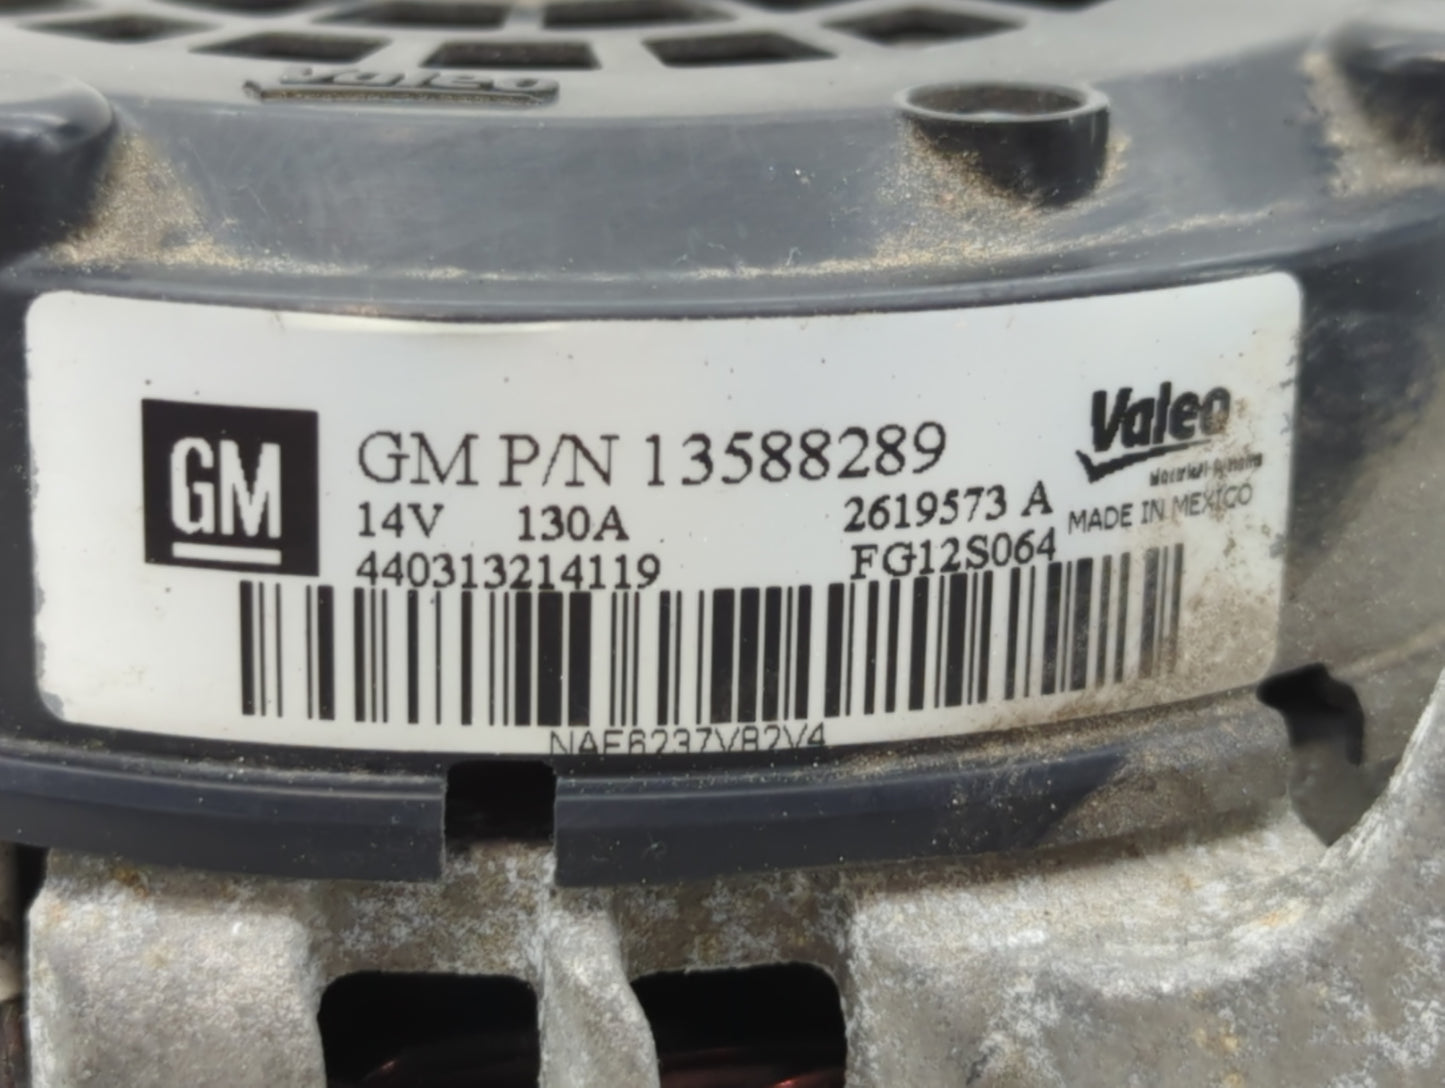 Valeo
GM
GM P/N 13588289
Valeo
14V 130A
2619573 A
MADE IN MEXICO
440313214119
FG12S064
NAE6237V82V4